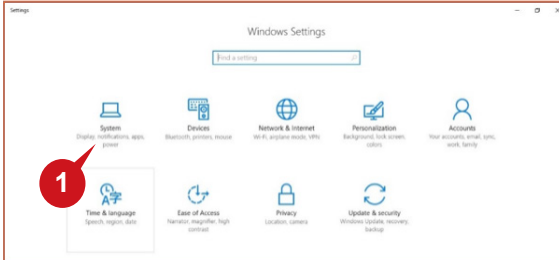 Settings
Windows Settings
Find a setting
System
Display, notifications, apps,
power
Devices
Bluetooth, printers, mouse
Network & Internet
Wi-Fi, airplane mode, VPN
Personalization
Background, lock screen,
colors
Accounts
Your accounts, email, sync,
work, family
1
A字
Time & language
Speech, region, date
Ease of Access
Narrator, magnifier, high
contrast
Privacy
Location, camera
Update & security
Windows Update, recovery,
backup